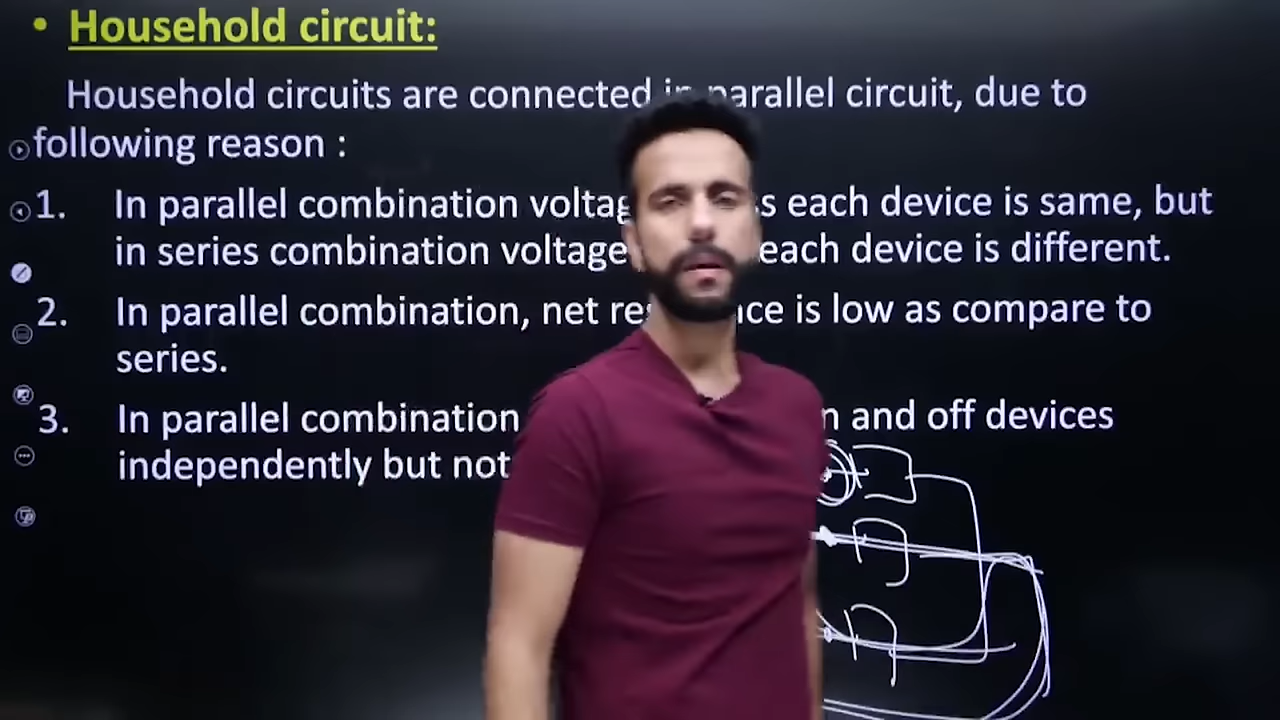 • Household circuit:
Household circuits are connected in parallel circuit, due to
following reason :
1. In parallel combination voltag s each device is same, but
in series combination voltage each device is different.
2. In parallel combination, net re ce is low as compare to
series.
3. In parallel combination n and off devices
independently but not